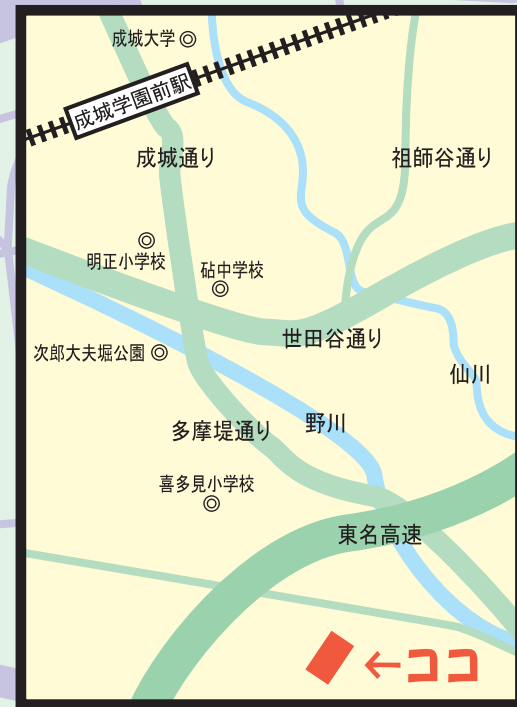 成城大学
成城学園前駅
成城通り
祖師谷通り
明正小学校
砧中学校
世田谷通り
次郎大夫堀公園
仙川
野川
多摩堤通り
喜多見小学校
東名高速
←ココ